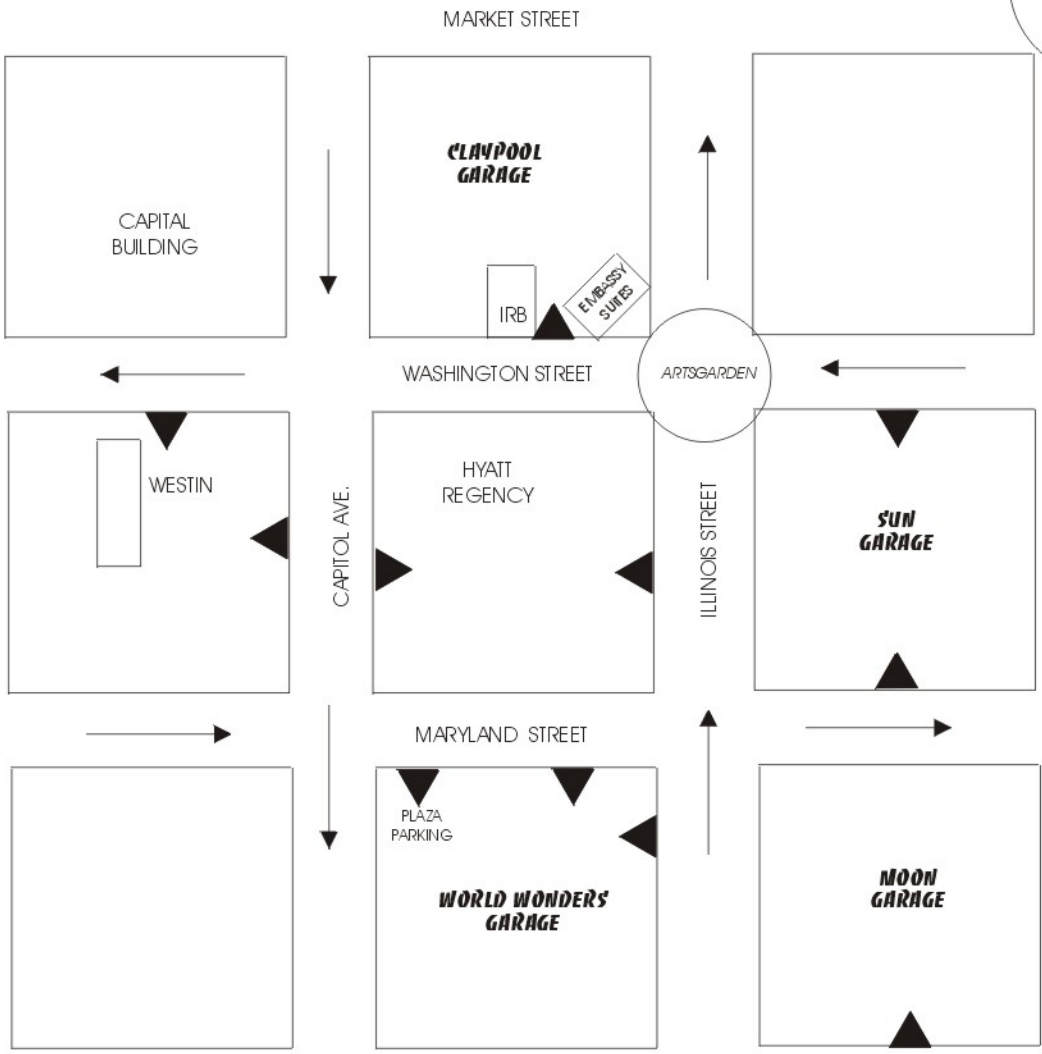 MARKET STREET
CLAYPOOL
GARAGE
CAPITAL
BUILDING
EMBASSY
SUITES
IRB
WASHINGTON STREET
ARTSGARDEN
WESTIN
HYATT
REGENCY
CAPITOL AVE.
ILLINOIS STREET
SUN
GARAGE
MARYLAND STREET
PLAZA
PARKING
WORLD WONDERS
GARAGE
MOON
GARAGE